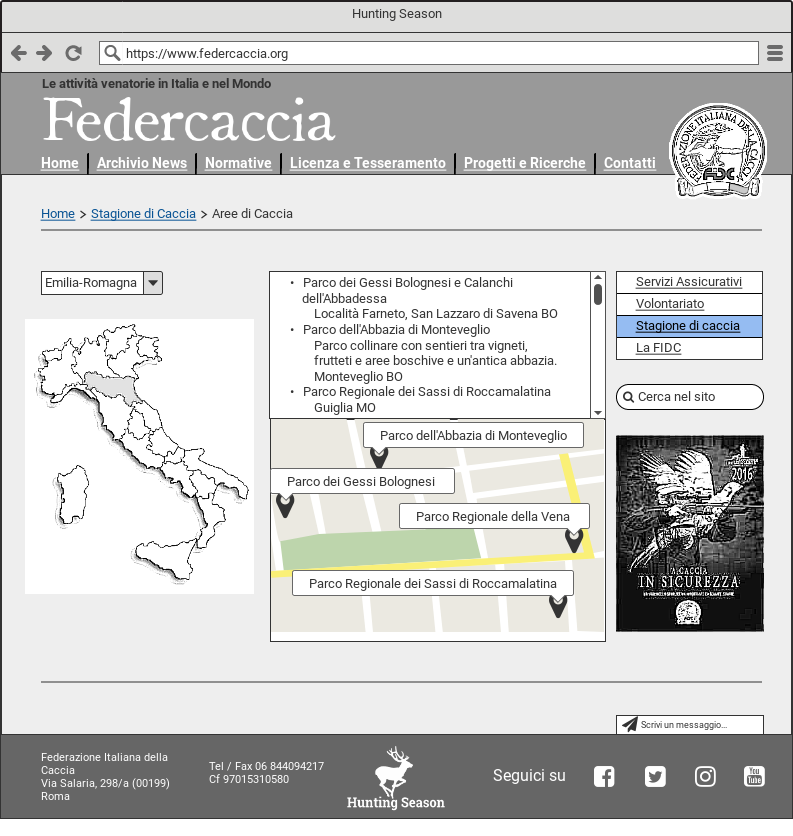 Hunting Season
https://www.federcaccia.org
Le attività venatorie in Italia e nel Mondo
Federcaccia
Home
Archivio News
Normative
Licenza e Tesseramento
Progetti e Ricerche
Contatti
FEDERAZIONE ITALIANA DELLA CACCIA
FIDC
Home > Stagione di Caccia > Aree di Caccia
Emilia-Romagna
• Parco dei Gessi Bolognesi e Calanchi
dell'Abbadessa
Località Farneto, San Lazzaro di Savena BO
• Parco dell'Abbazia di Monteveglio
Parco collinare con sentieri tra vigneti,
frutteti e aree boschive e un'antica abbazia.
Monteveglio BO
• Parco Regionale dei Sassi di Roccamalatina
Guiglia MO
Servizi Assicurativi
Volontariato
Stagione di caccia
La FIDC
Cerca nel sito
Parco dell'Abbazia di Monteveglio
Parco dei Gessi Bolognesi
Parco Regionale della Vena
Parco Regionale dei Sassi di Roccamalatina
2016
A CACCIA
IN SICUREZZA
Scrivi un messaggio...
Federazione Italiana della
Caccia
Via Salaria, 298/a (00199)
Roma
Tel / Fax 06 844094217
Cf 97015310580
Hunting Season
Seguici su
You
Tube